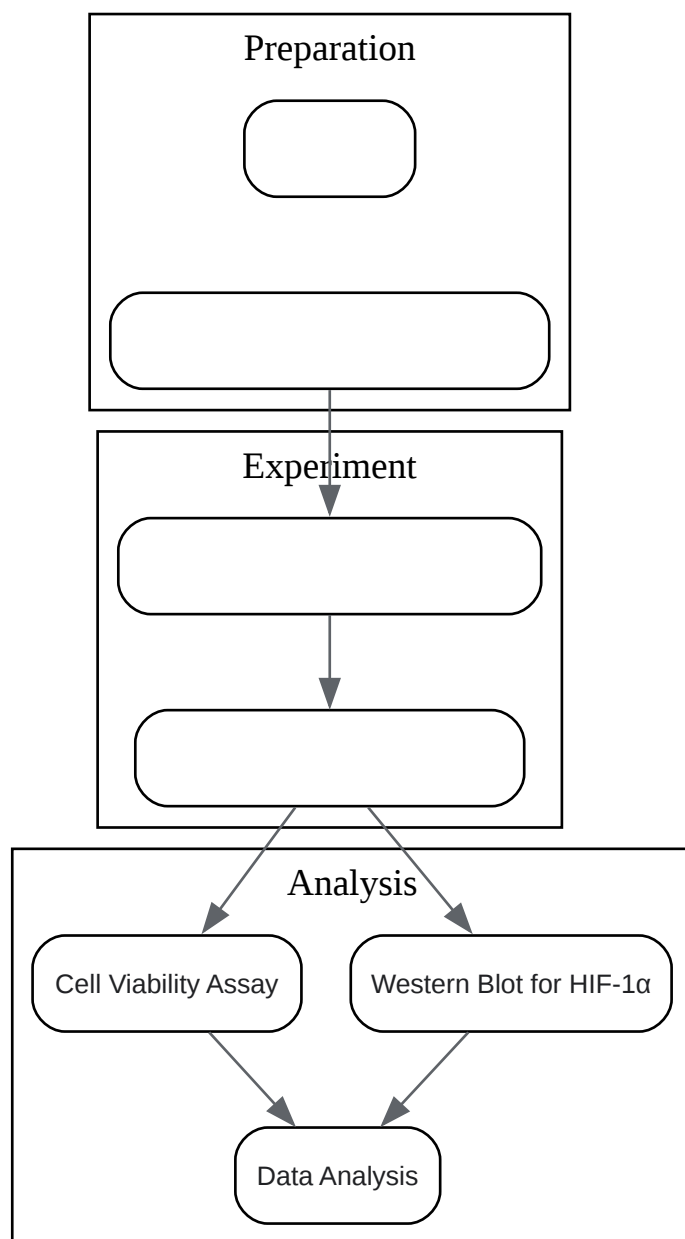 Preparation
Experiment
Analysis
Cell Viability Assay
Western Blot for HIF-1α
Data Analysis